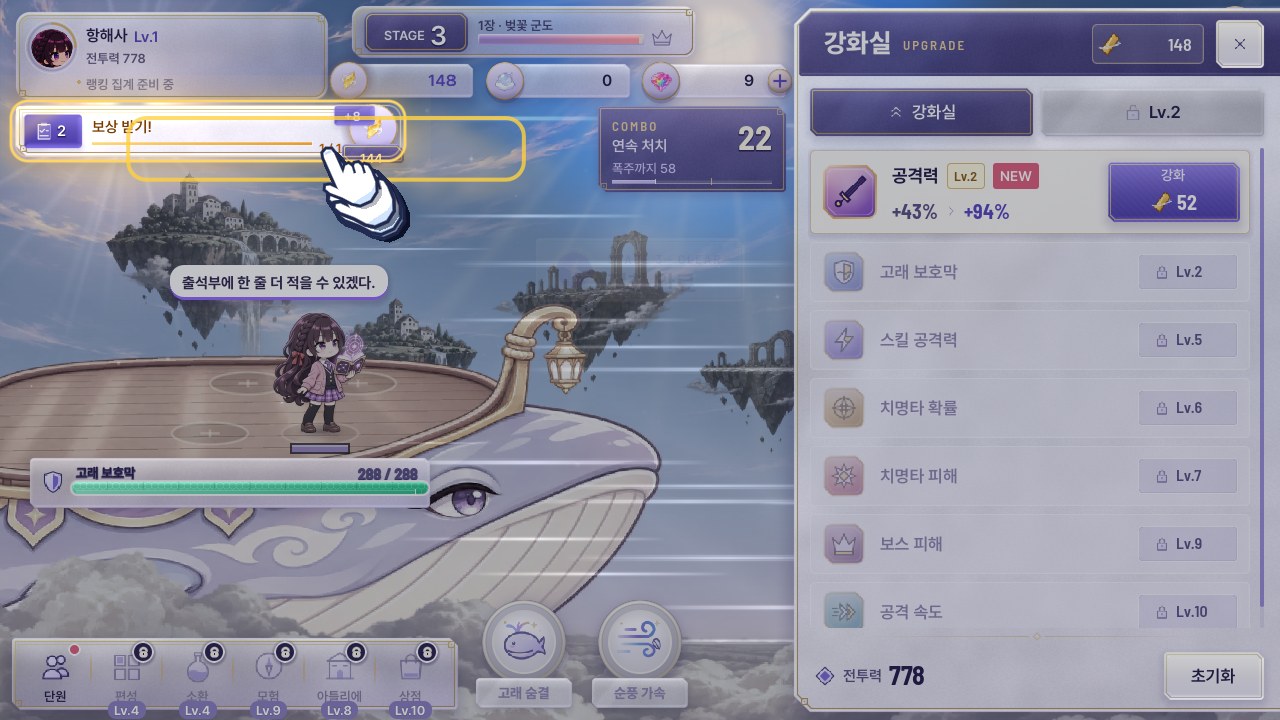 항해사 Lv.1
전투력 778
랭킹 집계 준비 중
STAGE 3
1장 · 벚꽃 군도
148
0
9
2
보상 받기!
+8
1/1
144
COMBO
연속 처치
22
폭주까지 58
출석부에 한 줄 더 적을 수 있겠다.
고래 보호막
288 / 288
고래 숨결
순풍 가속
단원
편성
Lv.4
소환
Lv.4
모험
Lv.9
아틀리에
Lv.8
상점
Lv.10
강화실 UPGRADE
148
강화실
Lv.2
공격력 Lv.2 NEW
+43% +94%
강화
52
고래 보호막
Lv.2
스킬 공격력
Lv.5
치명타 확률
Lv.6
치명타 피해
Lv.7
보스 피해
Lv.9
공격 속도
Lv.10
전투력 778
초기화